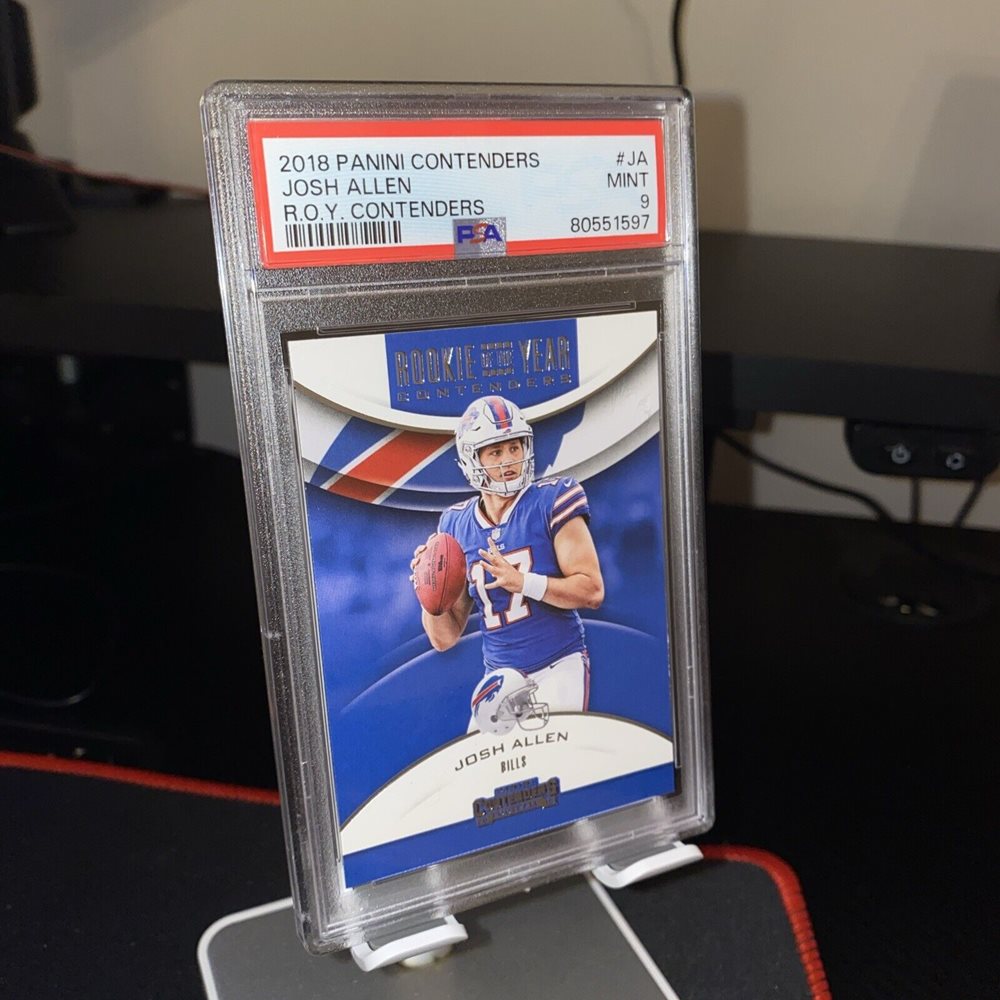 2018 PANINI CONTENDERS #JA
JOSH ALLEN MINT
R.O.Y. CONTENDERS 9
PSA 80551597
ROOKIE OF THE YEAR
CONTENDERS
17
JOSH ALLEN
BILLS
CONTENDERS